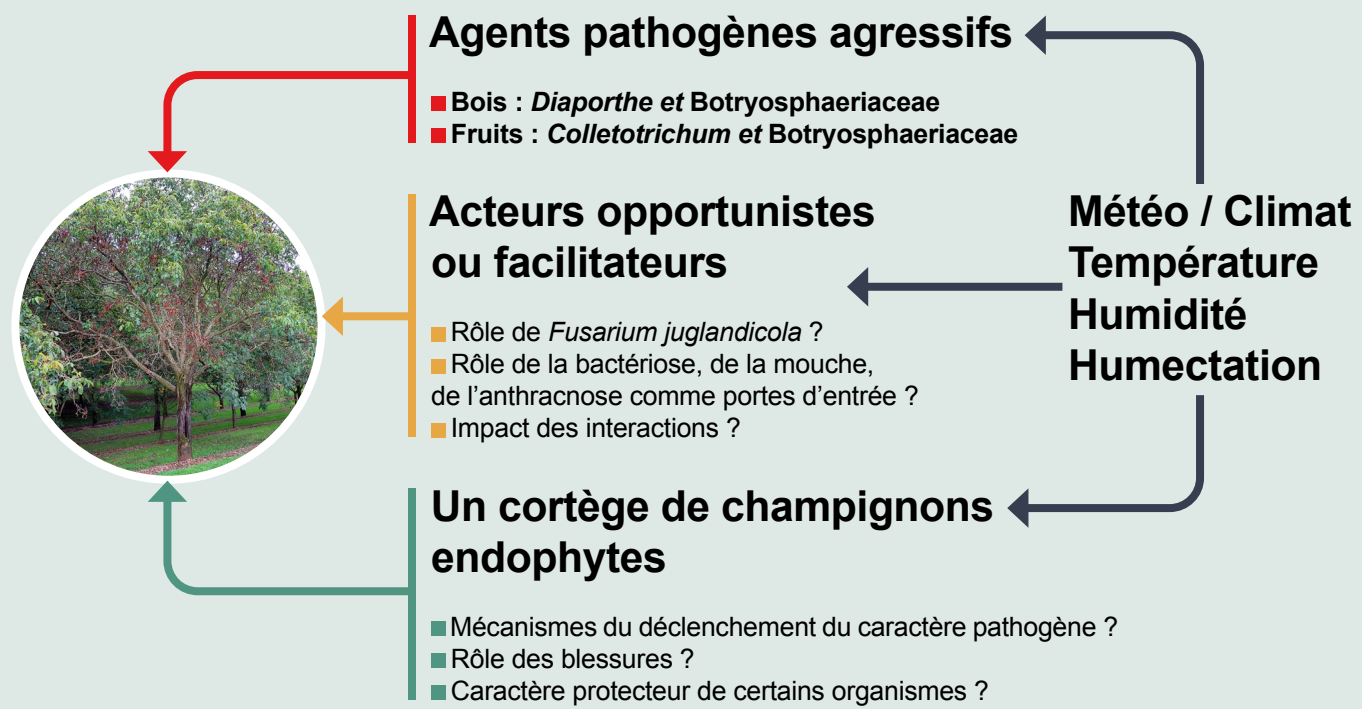 Agents pathogènes agressifs
■ Bois : Diaporthe et Botryosphaeriaceae
■ Fruits : Colletotrichum et Botryosphaeriaceae
Acteurs opportunistes
ou facilitateurs
■ Rôle de Fusarium juglandicola ?
■ Rôle de la bactériose, de la mouche,
de l’anthracnose comme portes d’entrée ?
■ Impact des interactions ?
Météo / Climat
Température
Humidité
Humectation
Un cortège de champignons
endophytes
■ Mécanismes du déclenchement du caractère pathogène ?
■ Rôle des blessures ?
■ Caractère protecteur de certains organismes ?